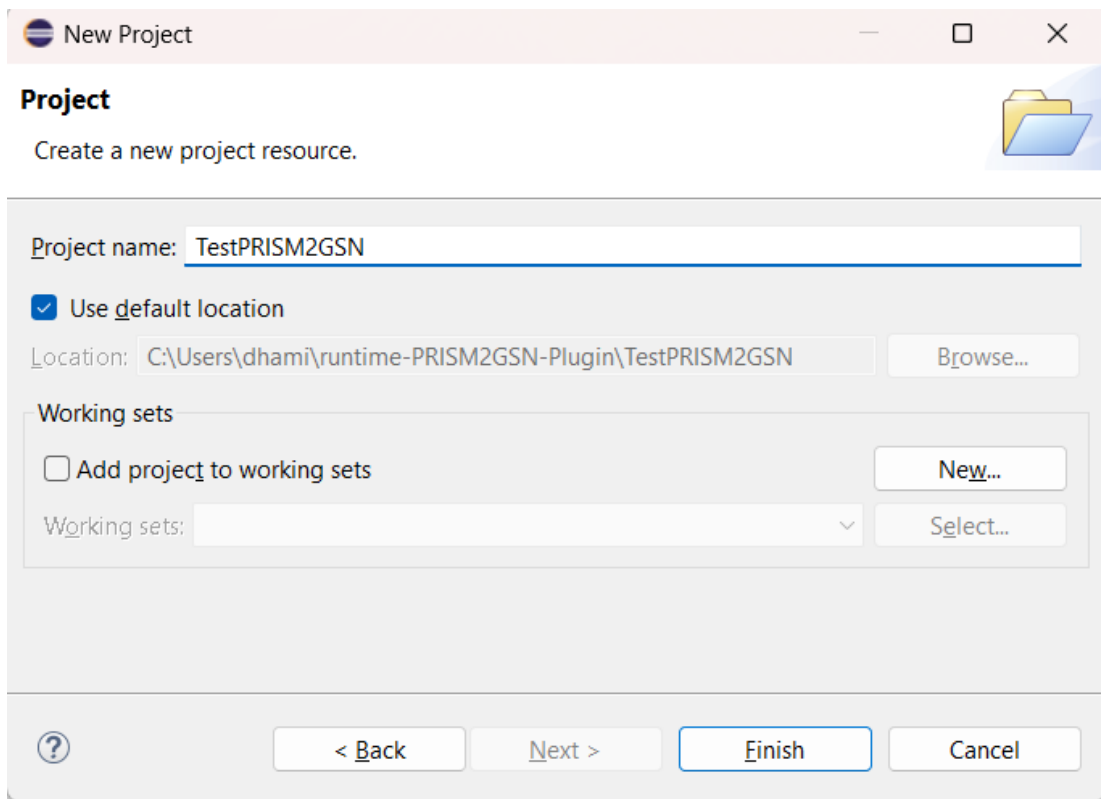 New Project
Project
Create a new project resource.
Project name: TestPRISM2GSN
Use default location
Location: C:\Users\dhami\runtime-PRISM2GSN-Plugin\TestPRISM2GSN Browse...
Working sets
Add project to working sets New...
Working sets: Select...
? < Back Next > Finish Cancel